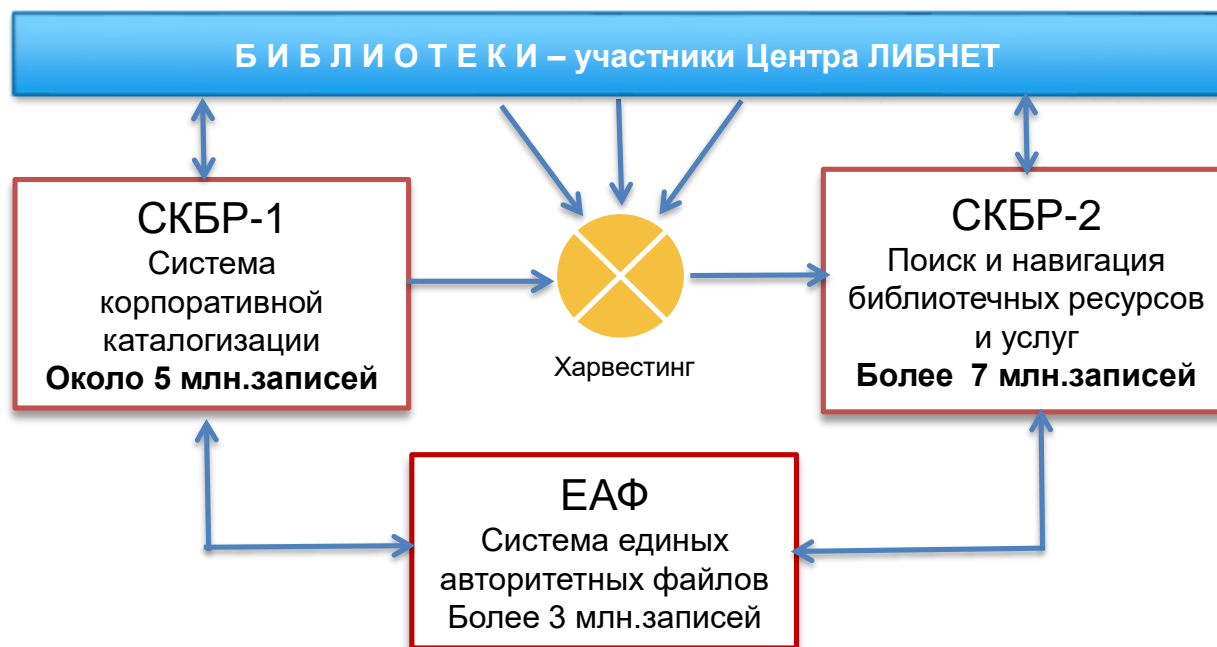 Б И Б Л И О Т Е К И – участники Центра ЛИБНЕТ
СКБР-1
Система
корпоративной
каталогизации
Около 5 млн.записей
Харвестинг
СКБР-2
Поиск и навигация
библиотечных ресурсов
и услуг
Более 7 млн.записей
ЕАФ
Система единых
авторитетных файлов
Более 3 млн.записей